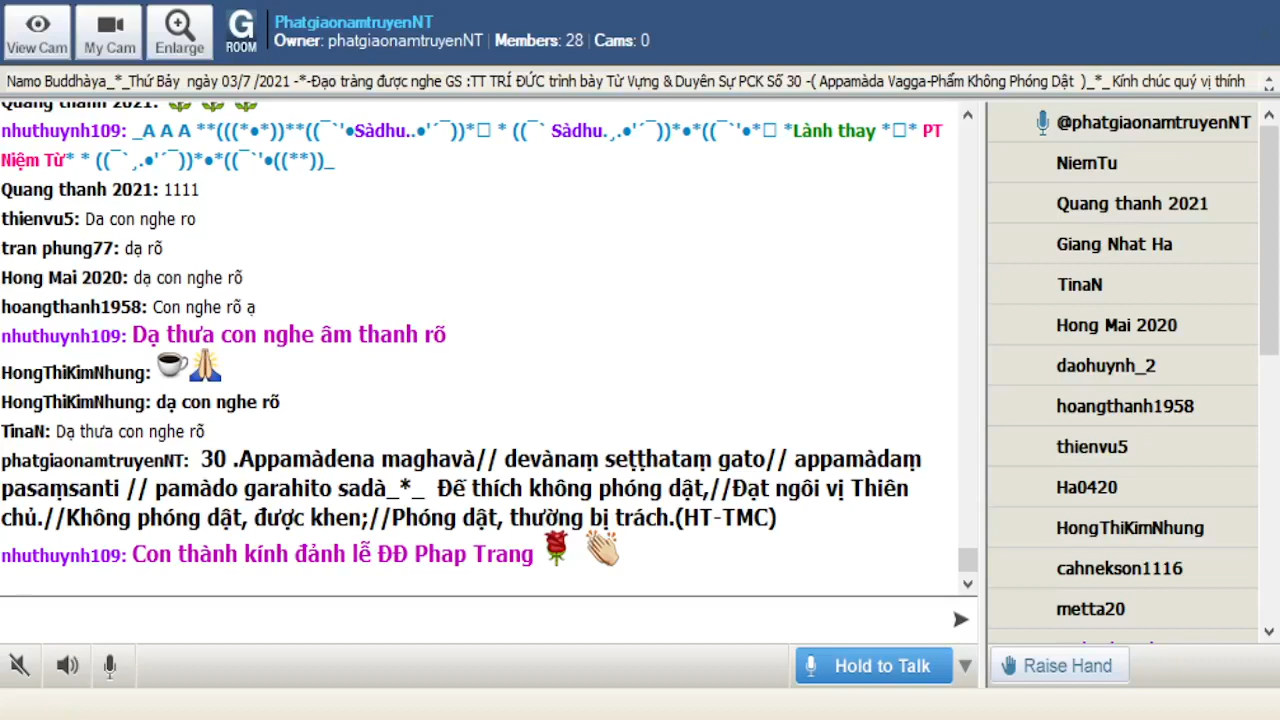 View Cam
My Cam
Enlarge
G
ROOM
PhatgiaonamtruyenNT
Owner: phatgiaonamtruyenNT | Members: 28 | Cams: 0
Namo Buddhàya_*_Thứ Bảy ngày 03/7 /2021 -*-Đạo tràng được nghe GS :TT TRÍ ĐỨC trình bày Từ Vựng & Duyên Sự PCK Số 30 -( Appamàda Vagga-Phẩm Không Phóng Dật )_*_ Kính chúc quý vị thính
Quang thanh 2021:
nhuthuynh109: _A A A **(((*•*))**((¯`'•Sàdhu..•'´¯))*•*□ * ((¯` Sàdhu.¸.•'´¯))*•*((¯`'•*□ *Lành thay *□* PT
Niệm Từ* * ((¯`¸.•'´¯))*•*((¯`'•((**))_
Quang thanh 2021: 1111
thienvu5: Da con nghe ro
tran phung77: dạ rõ
Hong Mai 2020: dạ con nghe rõ
hoangthanh1958: Con nghe rõ ạ
nhuthuynh109: Dạ thưa con nghe âm thanh rõ
HongThiKimNhung:
HongThiKimNhung: dạ con nghe rõ
TinaN: Dạ thưa con nghe rõ
phatgiaonamtruyenNT: 30 .Appamàdena maghavà// devànaṃ seṭṭhataṃ gato// appamàdaṃ
pasaṃsanti // pamàdo garahito sadà_*_ Đế thích không phóng dật,//Đạt ngôi vị Thiên
chủ.//Không phóng dật, được khen;//Phóng dật, thường bị trách.(HT-TMC)
nhuthuynh109: Con thành kính đảnh lễ ĐĐ Phap Trang
Hold to Talk
@phatgiaonamtruyenNT
NiemTu
Quang thanh 2021
Giang Nhat Ha
TinaN
Hong Mai 2020
daohuynh_2
hoangthanh1958
thienvu5
Ha0420
HongThiKimNhung
cahnekson1116
metta20
Raise Hand